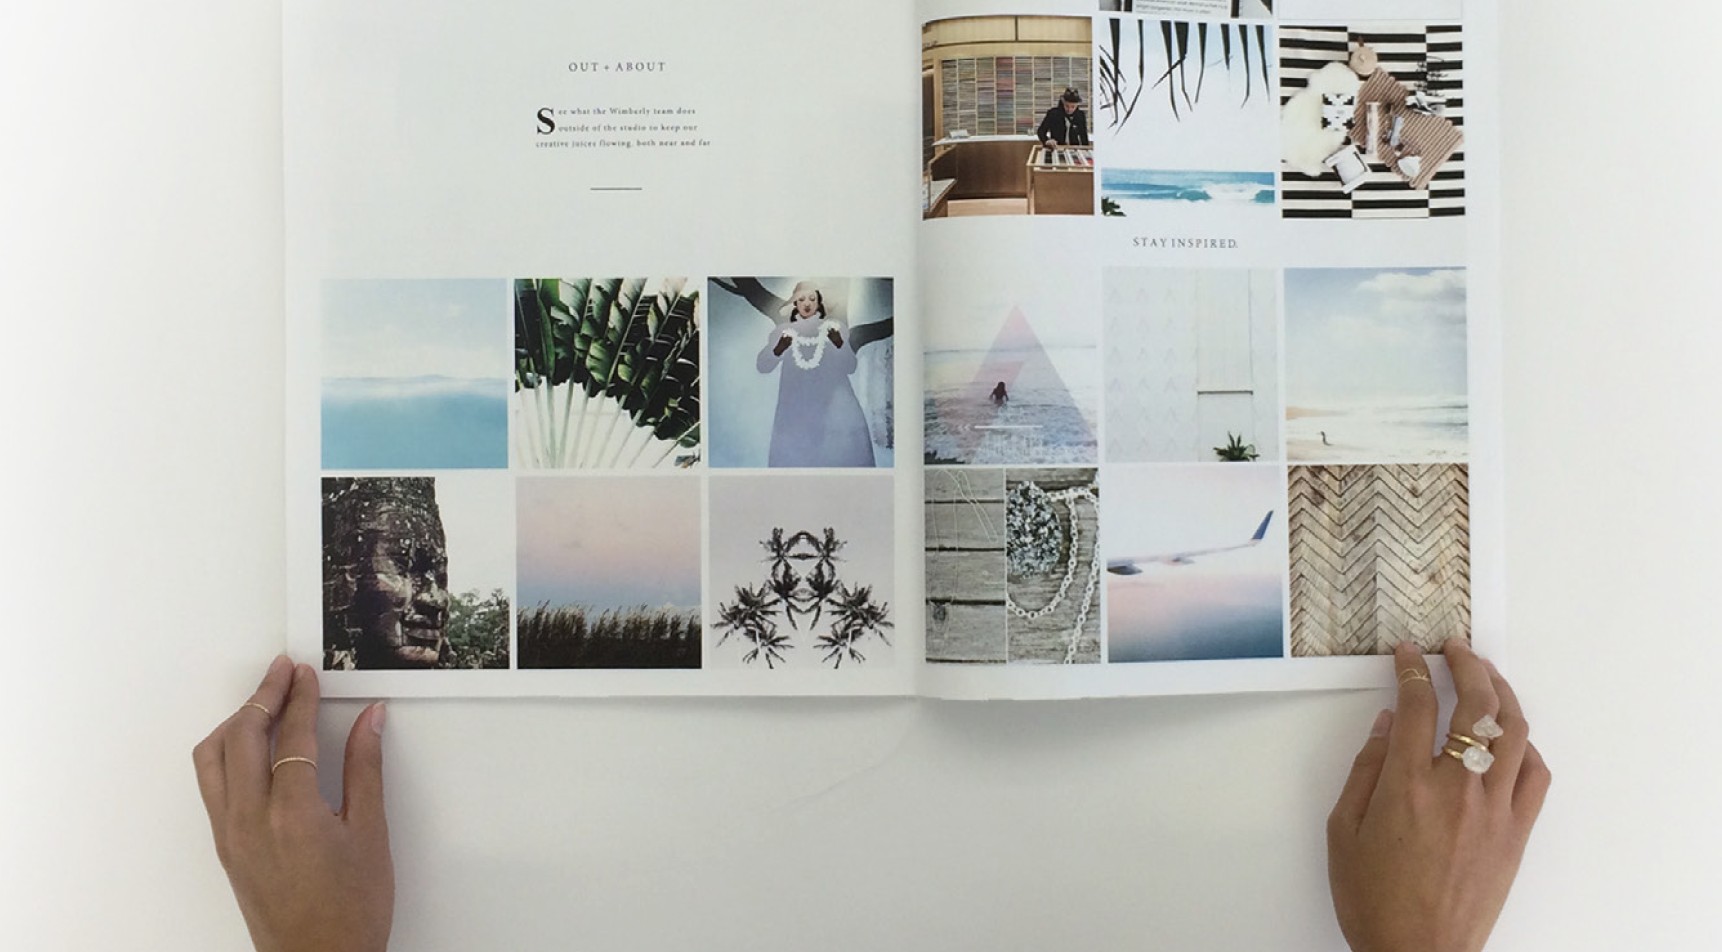 OUT + ABOUT
See what the Wimberly team does
outside of the studio to keep our
creative juices flowing, both near and far
STAY INSPIRED.